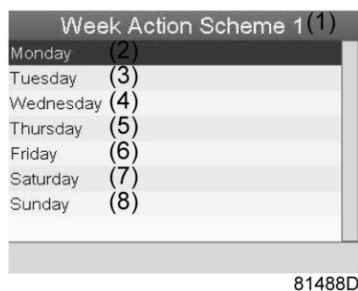 Week Action Scheme 1(1)
Monday (2)
Tuesday (3)
Wednesday (4)
Thursday (5)
Friday (6)
Saturday (7)
Sunday (8)
81488D